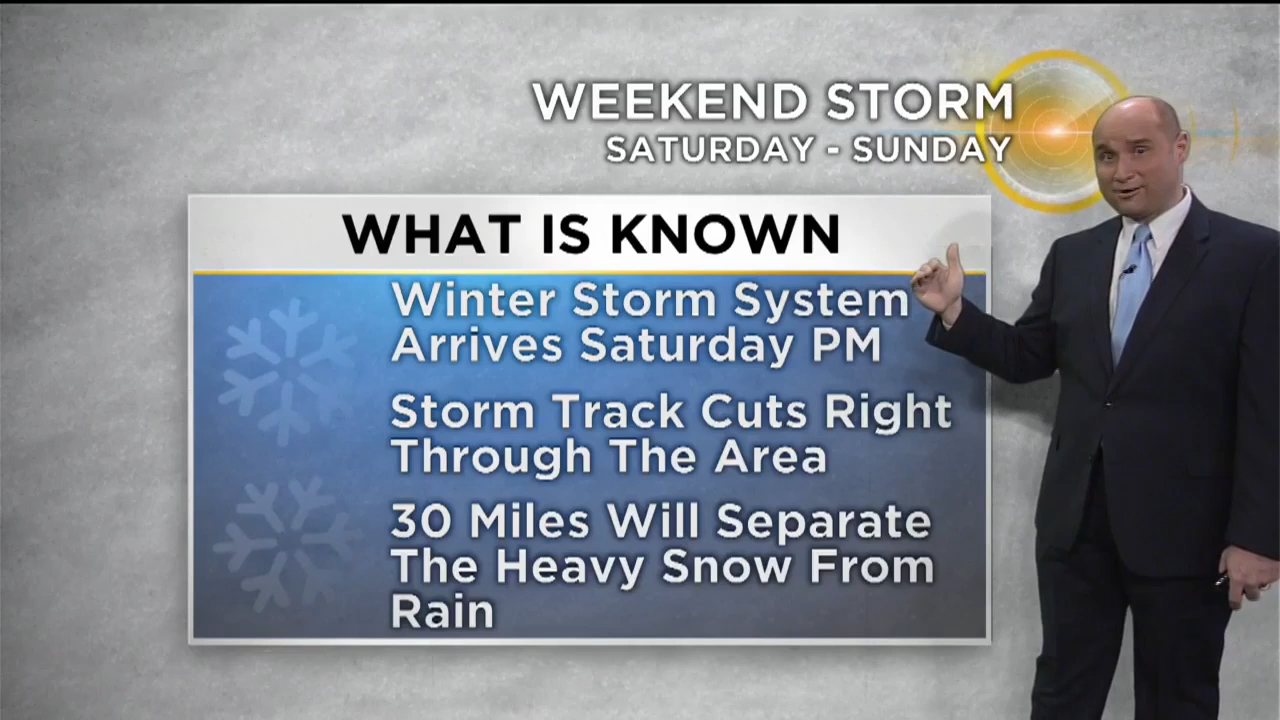 WEEKEND STORM
SATURDAY - SUNDAY
WHAT IS KNOWN
Winter Storm System
Arrives Saturday PM
Storm Track Cuts Right
Through The Area
30 Miles Will Separate
The Heavy Snow From
Rain